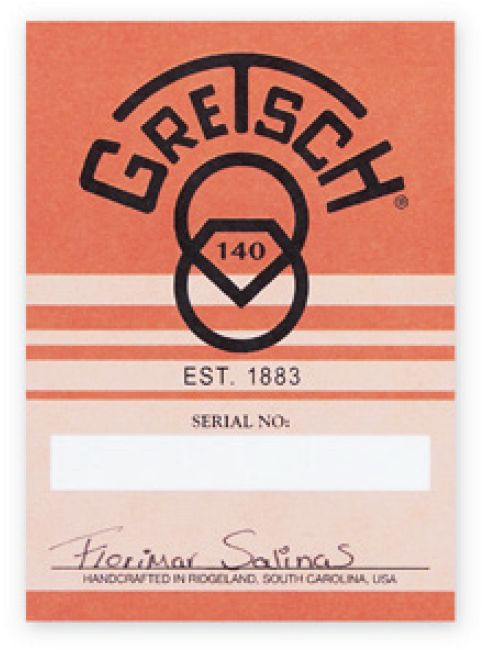 GRETSCH®
140
EST. 1883
SERIAL NO:
Florimar Salinas
HANDCRAFTED IN RIDGELAND, SOUTH CAROLINA, USA